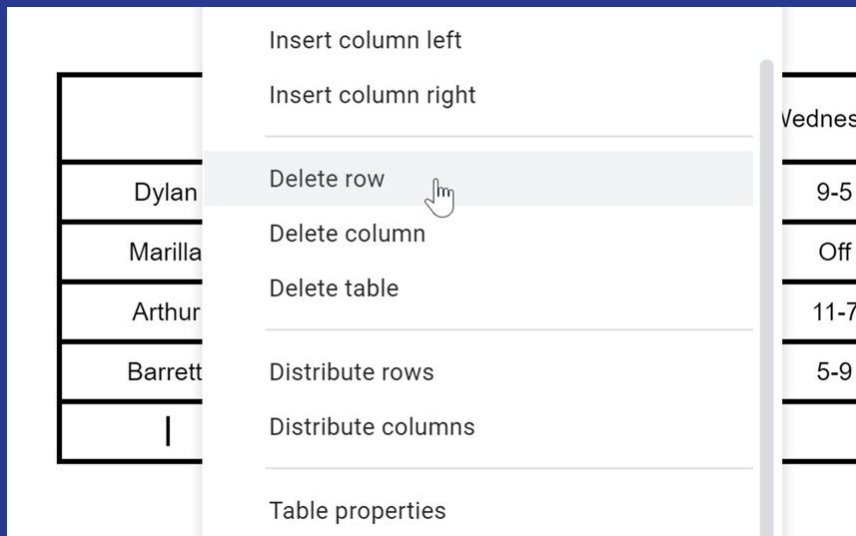 Insert column left
Insert column right
Delete row
Delete column
Delete table
Distribute rows
Distribute columns
Table properties
Dylan 9-5
Marilla Off
Arthur 11-7
Barrett 5-9